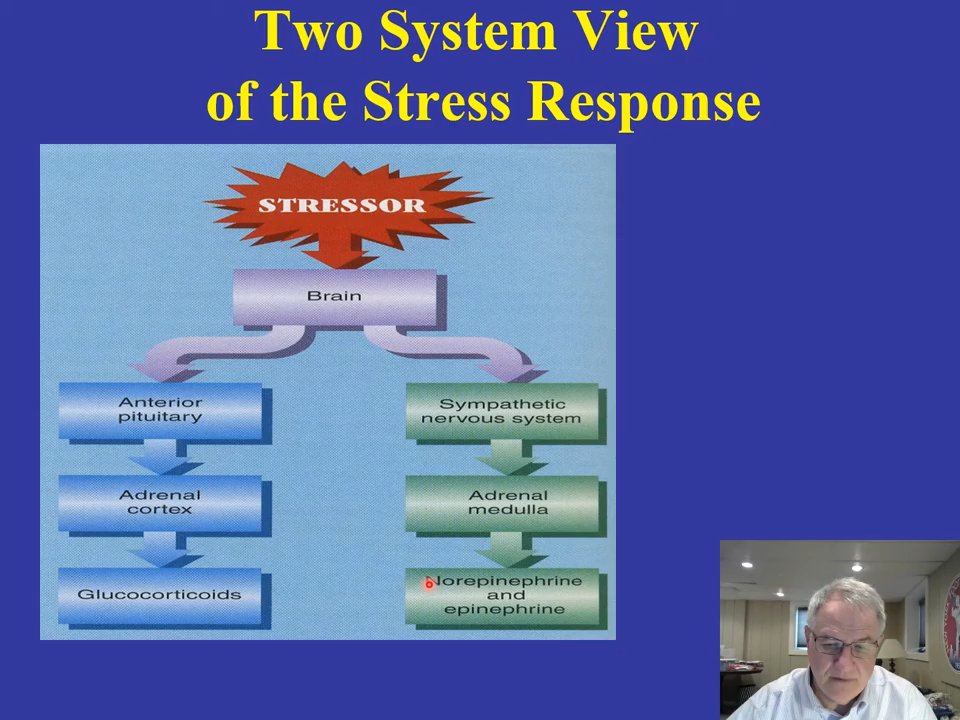 Two System View
of the Stress Response
STRESSOR
Brain
Anterior
pituitary
Sympathetic
nervous system
Adrenal
cortex
Adrenal
medulla
Glucocorticoids
Norepinephrine
and
epinephrine